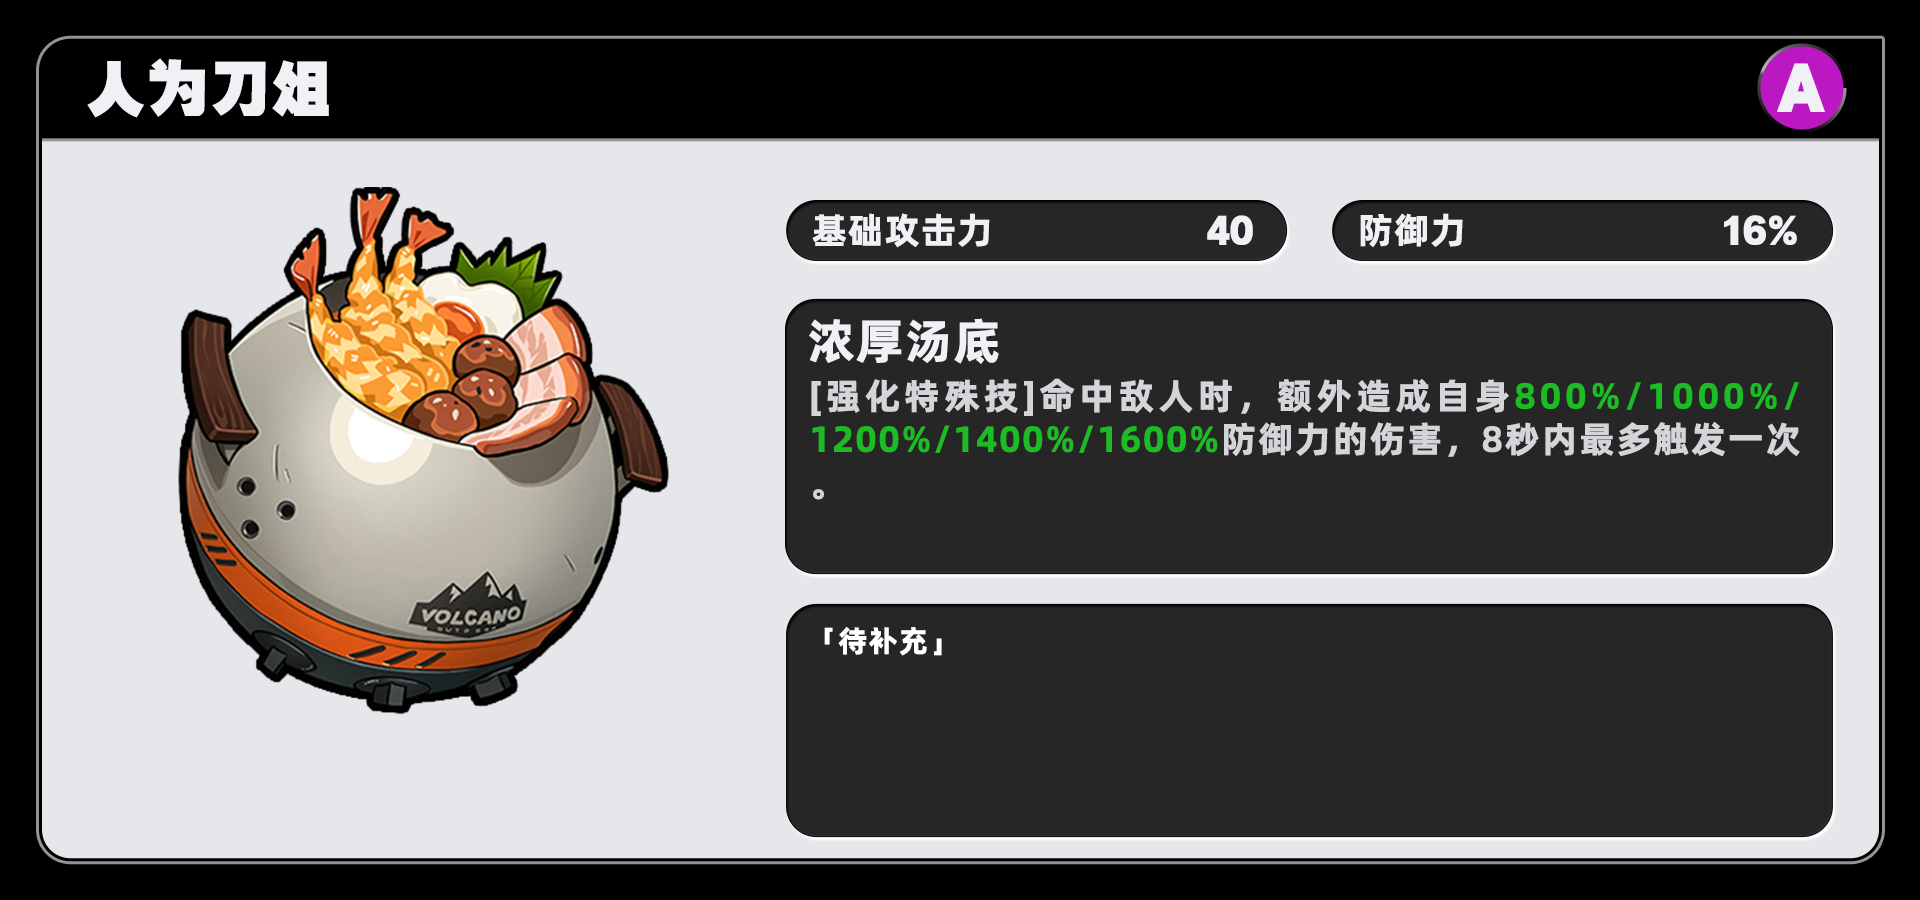 人为刀俎
A
基础攻击力 40
防御力 16%
浓厚汤底
[强化特殊技]命中敌人时，额外造成自身800%/1000%/
1200%/1400%/1600%防御力的伤害，8秒内最多触发一次
。
「待补充」
VOLCANO
OUTDOOR